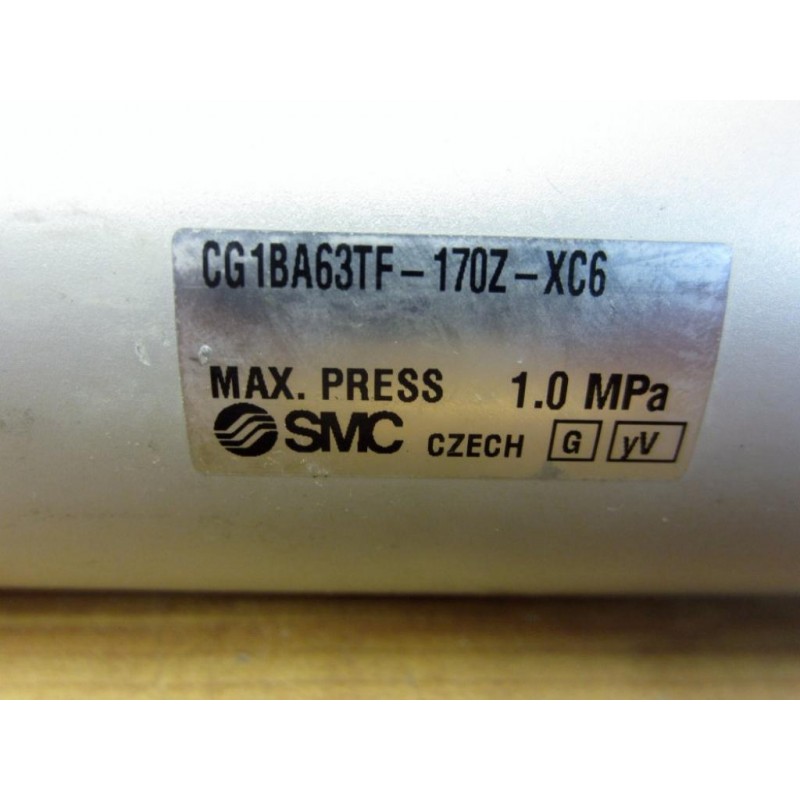 CG1BA63TF-170Z-XC6
MAX. PRESS 1.0 MPa
SMC CZECH G yV